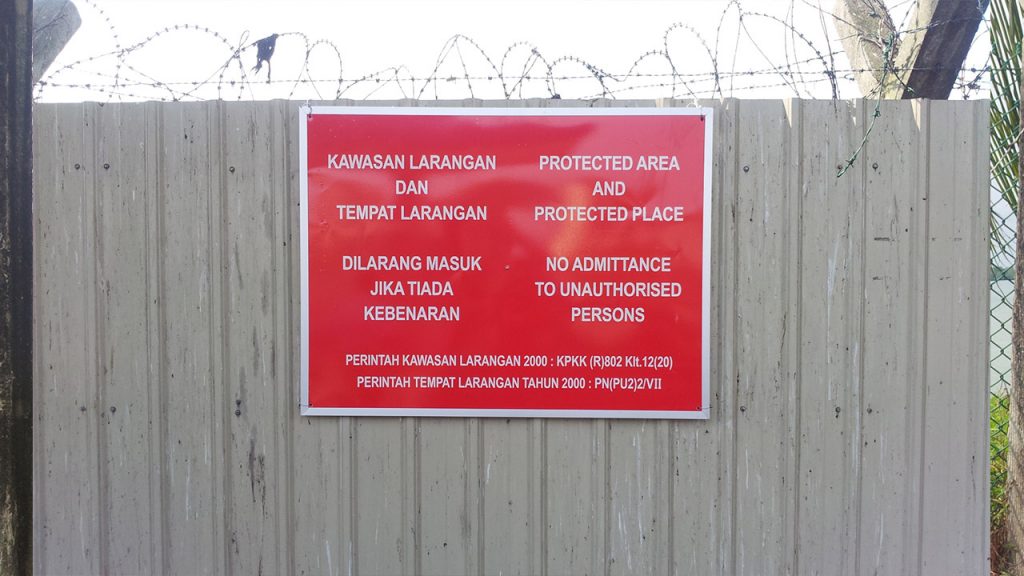 KAWASAN LARANGAN
DAN
TEMPAT LARANGAN
DILARANG MASUK
JIKA TIADA
KEBENARAN
PROTECTED AREA
AND
PROTECTED PLACE
NO ADMITTANCE
TO UNAUTHORISED
PERSONS
PERINTAH KAWASAN LARANGAN 2000 : KPKK (R)802 Klt.12(20)
PERINTAH TEMPAT LARANGAN TAHUN 2000 : PN(PU2)2/VII